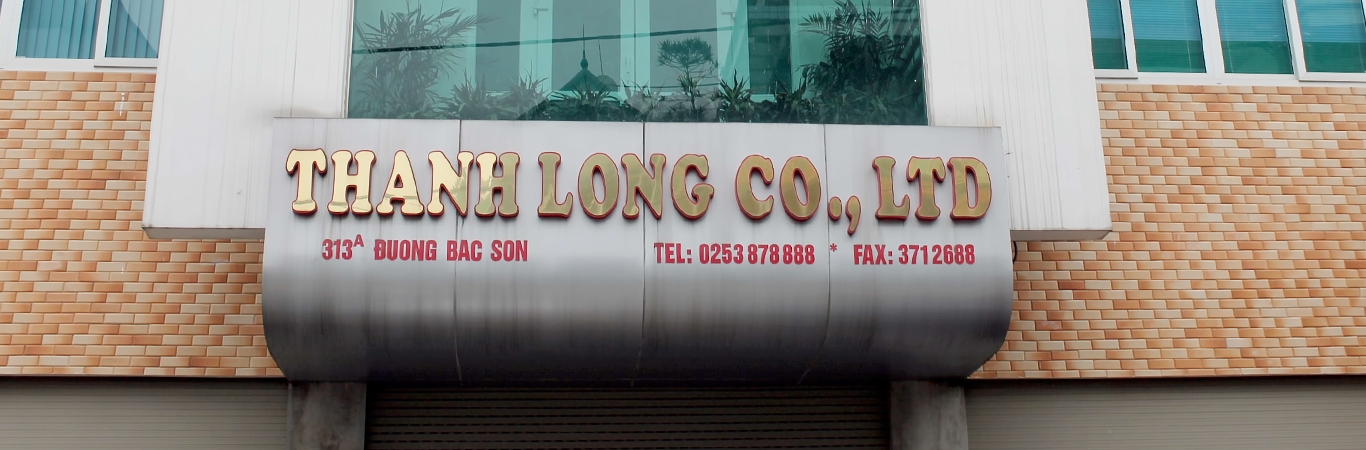 THANH LONG CO., LTD
313A ĐUONG BAC SON TEL: 0253 878 888 * FAX: 3712688